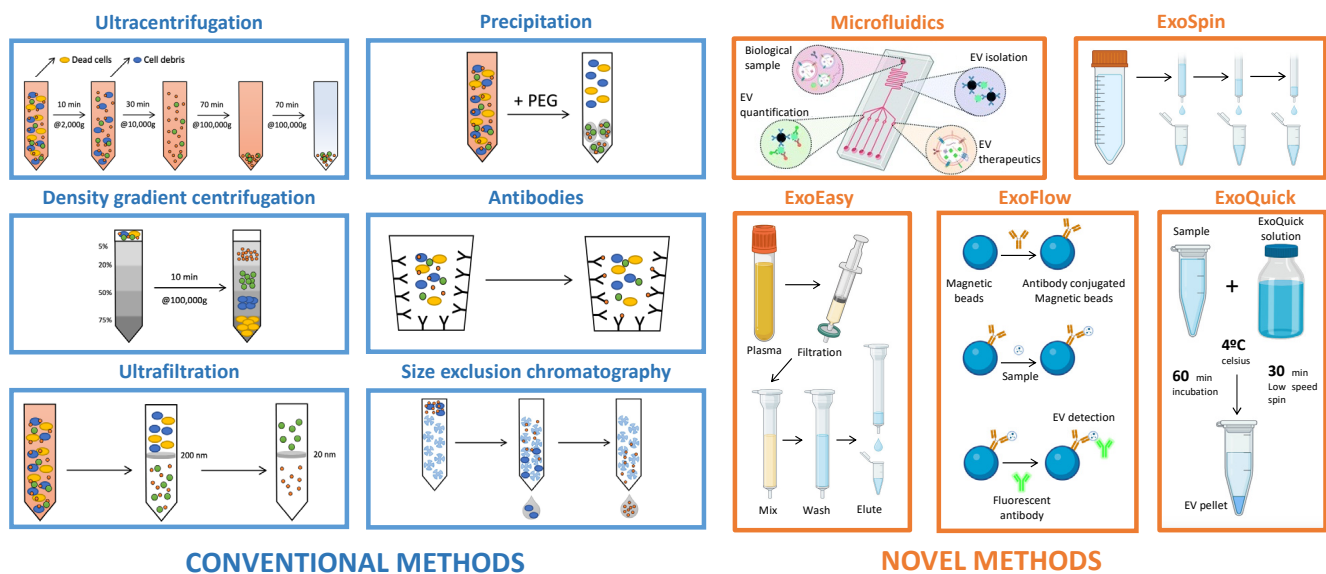 Ultracentrifugation
Dead cells
Cell debris
10 min
@2,000g
30 min
@10,000g
70 min
@100,000g
70 min
@100,000g
Precipitation
+ PEG
Density gradient centrifugation
5%
20%
50%
75%
10 min
@100,000g
Antibodies
Ultrafiltration
200 nm
20 nm
Size exclusion chromatography
CONVENTIONAL METHODS
Microfluidics
Biological
sample
EV isolation
EV
quantification
EV
therapeutics
ExoSpin
ExoEasy
Plasma
Filtration
Mix
Wash
Elute
ExoFlow
Magnetic
beads
Antibody conjugated
Magnetic beads
Sample
EV detection
Fluorescent
antibody
ExoQuick
Sample
ExoQuick
solution
+
4ºC
celsius
60 min
incubation
30 min
Low speed
spin
EV pellet
NOVEL METHODS